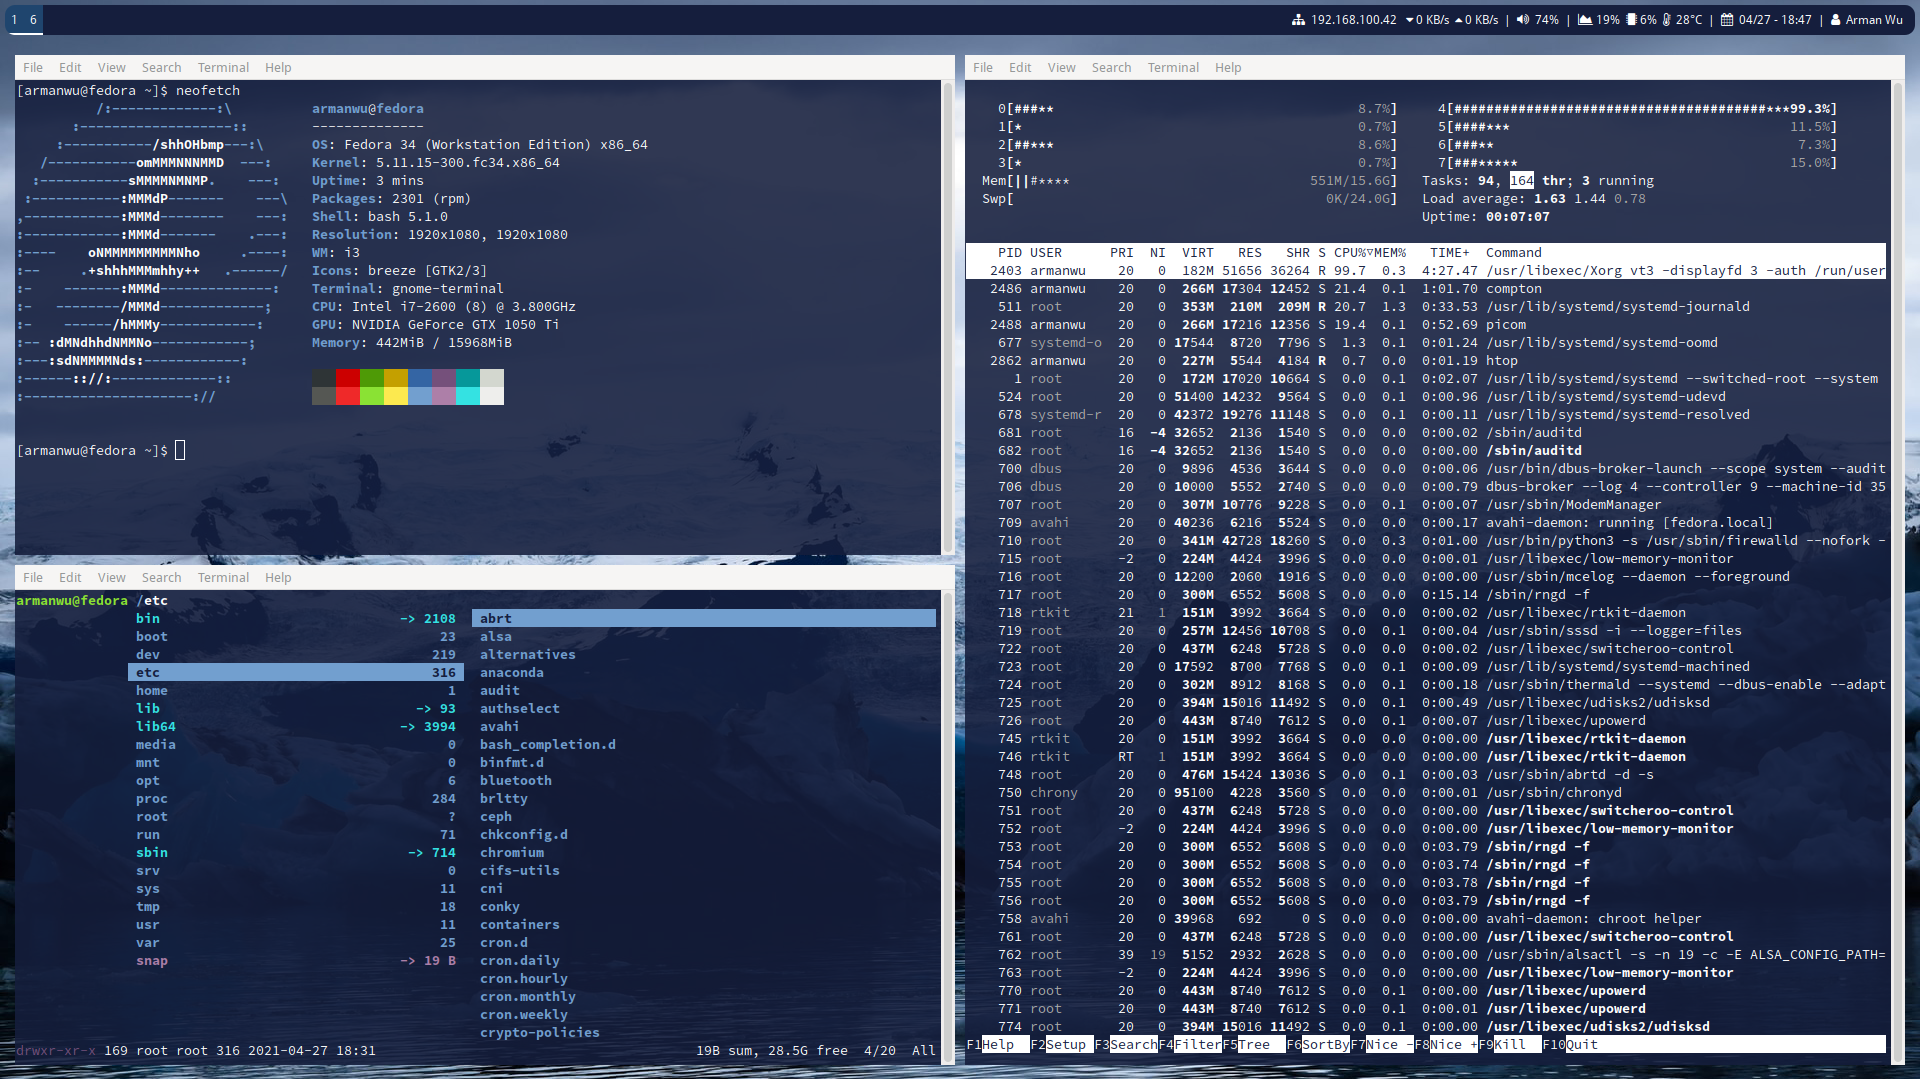 1 6
192.168.100.42 0 KB/s 0 KB/s | 74% | 19% 6% 28°C | 04/27 - 18:47 | Arman Wu
File Edit View Search Terminal Help
[armanwu@fedora ~]$ neofetch
/:-------------:\
:-------------------::
:-----------/shhOHbmp---:\
/-----------omMMMNNNMMD ---:
:-----------sMMMMNMNMP. ---:
:-----------:MMMdP------- ---\
,------------:MMMd-------- ---:
:------------:MMMd------- .---:
:---- oNMMMMMMMMMNho .----:
:-- .+shhhMMMmhhy++ .------/
:- -------:MMMd--------------:
:- --------/MMMd-------------;
:- ------/hMMMy------------:
:-- :dMNdhhdNMMNo------------;
:---:sdNMMMMNds:------------:
:------:://:-------------::
:---------------------://
armanwu@fedora
--------------
OS: Fedora 34 (Workstation Edition) x86_64
Kernel: 5.11.15-300.fc34.x86_64
Uptime: 3 mins
Packages: 2301 (rpm)
Shell: bash 5.1.0
Resolution: 1920x1080, 1920x1080
WM: i3
Icons: breeze [GTK2/3]
Terminal: gnome-terminal
CPU: Intel i7-2600 (8) @ 3.800GHz
GPU: NVIDIA GeForce GTX 1050 Ti
Memory: 442MiB / 15968MiB
[armanwu@fedora ~]$
File Edit View Search Terminal Help
armanwu@fedora /etc
bin -> 2108
boot 23
dev 219
etc 316
home 1
lib -> 93
lib64 -> 3994
media 0
mnt 0
opt 6
proc 284
root ?
run 71
sbin -> 714
srv 0
sys 11
tmp 18
usr 11
var 25
snap -> 19 B
abrt
alsa
alternatives
anaconda
audit
authselect
avahi
bash_completion.d
binfmt.d
bluetooth
brltty
ceph
chkconfig.d
chromium
cifs-utils
cni
conky
containers
cron.d
cron.daily
cron.hourly
cron.monthly
cron.weekly
crypto-policies
drwxr-xr-x 169 root root 316 2021-04-27 18:31 19B sum, 28.5G free 4/20 All
File Edit View Search Terminal Help
0[###** 8.7%] 4[#######################################***99.3%]
1[* 0.7%] 5[####*** 11.5%]
2[##*** 8.6%] 6[###** 7.3%]
3[* 0.7%] 7[###***** 15.0%]
Mem[||#**** 551M/15.6G] Tasks: 94, 164 thr; 3 running
Swp[ 0K/24.0G] Load average: 1.63 1.44 0.78
Uptime: 00:07:07
PID USER PRI NI VIRT RES SHR S CPU%▽MEM% TIME+ Command
2403 armanwu 20 0 182M 51656 36264 R 99.7 0.3 4:27.47 /usr/libexec/Xorg vt3 -displayfd 3 -auth /run/user
2486 armanwu 20 0 266M 17304 12452 S 21.4 0.1 1:01.70 compton
511 root 20 0 353M 210M 209M R 20.7 1.3 0:33.53 /usr/lib/systemd/systemd-journald
2488 armanwu 20 0 266M 17216 12356 S 19.4 0.1 0:52.69 picom
677 systemd-o 20 0 17544 8720 7796 S 1.3 0.1 0:01.24 /usr/lib/systemd/systemd-oomd
2862 armanwu 20 0 227M 5544 4184 R 0.7 0.0 0:01.19 htop
1 root 20 0 172M 17020 10664 S 0.0 0.1 0:02.07 /usr/lib/systemd/systemd --switched-root --system
524 root 20 0 51400 14232 9564 S 0.0 0.1 0:00.96 /usr/lib/systemd/systemd-udevd
678 systemd-r 20 0 42372 19276 11148 S 0.0 0.1 0:00.11 /usr/lib/systemd/systemd-resolved
681 root 16 -4 32652 2136 1540 S 0.0 0.0 0:00.02 /sbin/auditd
682 root 16 -4 32652 2136 1540 S 0.0 0.0 0:00.00 /sbin/auditd
700 dbus 20 0 9896 4536 3644 S 0.0 0.0 0:00.06 /usr/bin/dbus-broker-launch --scope system --audit
706 dbus 20 0 10000 5552 2740 S 0.0 0.0 0:00.79 dbus-broker --log 4 --controller 9 --machine-id 35
707 root 20 0 307M 10776 9228 S 0.0 0.1 0:00.07 /usr/sbin/ModemManager
709 avahi 20 0 40236 6216 5524 S 0.0 0.0 0:00.17 avahi-daemon: running [fedora.local]
710 root 20 0 341M 42728 18260 S 0.0 0.3 0:01.00 /usr/bin/python3 -s /usr/sbin/firewalld --nofork -
715 root -2 0 224M 4424 3996 S 0.0 0.0 0:00.01 /usr/libexec/low-memory-monitor
716 root 20 0 12200 2060 1916 S 0.0 0.0 0:00.00 /usr/sbin/mcelog --daemon --foreground
717 root 20 0 300M 6552 5608 S 0.0 0.0 0:15.14 /sbin/rngd -f
718 rtkit 21 1 151M 3992 3664 S 0.0 0.0 0:00.02 /usr/libexec/rtkit-daemon
719 root 20 0 257M 12456 10708 S 0.0 0.1 0:00.04 /usr/sbin/sssd -i --logger=files
722 root 20 0 437M 6248 5728 S 0.0 0.0 0:00.02 /usr/libexec/switcheroo-control
723 root 20 0 17592 8700 7768 S 0.0 0.1 0:00.09 /usr/lib/systemd/systemd-machined
724 root 20 0 302M 8912 8168 S 0.0 0.1 0:00.18 /usr/sbin/thermald --systemd --dbus-enable --adapt
725 root 20 0 394M 15016 11492 S 0.0 0.1 0:00.49 /usr/libexec/udisks2/udisksd
726 root 20 0 443M 8740 7612 S 0.0 0.1 0:00.07 /usr/libexec/upowerd
745 rtkit 20 0 151M 3992 3664 S 0.0 0.0 0:00.00 /usr/libexec/rtkit-daemon
746 rtkit RT 1 151M 3992 3664 S 0.0 0.0 0:00.00 /usr/libexec/rtkit-daemon
748 root 20 0 476M 15424 13036 S 0.0 0.1 0:00.03 /usr/sbin/abrtd -d -s
750 chrony 20 0 95100 4228 3560 S 0.0 0.0 0:00.01 /usr/sbin/chronyd
751 root 20 0 437M 6248 5728 S 0.0 0.0 0:00.00 /usr/libexec/switcheroo-control
752 root -2 0 224M 4424 3996 S 0.0 0.0 0:00.00 /usr/libexec/low-memory-monitor
753 root 20 0 300M 6552 5608 S 0.0 0.0 0:03.79 /sbin/rngd -f
754 root 20 0 300M 6552 5608 S 0.0 0.0 0:03.74 /sbin/rngd -f
755 root 20 0 300M 6552 5608 S 0.0 0.0 0:03.78 /sbin/rngd -f
756 root 20 0 300M 6552 5608 S 0.0 0.0 0:03.79 /sbin/rngd -f
758 avahi 20 0 39968 692 0 S 0.0 0.0 0:00.00 avahi-daemon: chroot helper
761 root 20 0 437M 6248 5728 S 0.0 0.0 0:00.00 /usr/libexec/switcheroo-control
762 root 39 19 5152 2932 2628 S 0.0 0.0 0:00.00 /usr/sbin/alsactl -s -n 19 -c -E ALSA_CONFIG_PATH=
763 root -2 0 224M 4424 3996 S 0.0 0.0 0:00.00 /usr/libexec/low-memory-monitor
770 root 20 0 443M 8740 7612 S 0.0 0.1 0:00.00 /usr/libexec/upowerd
771 root 20 0 443M 8740 7612 S 0.0 0.1 0:00.01 /usr/libexec/upowerd
774 root 20 0 394M 15016 11492 S 0.0 0.1 0:00.00 /usr/libexec/udisks2/udisksd
F1Help F2Setup F3SearchF4FilterF5Tree F6SortByF7Nice -F8Nice +F9Kill F10Quit